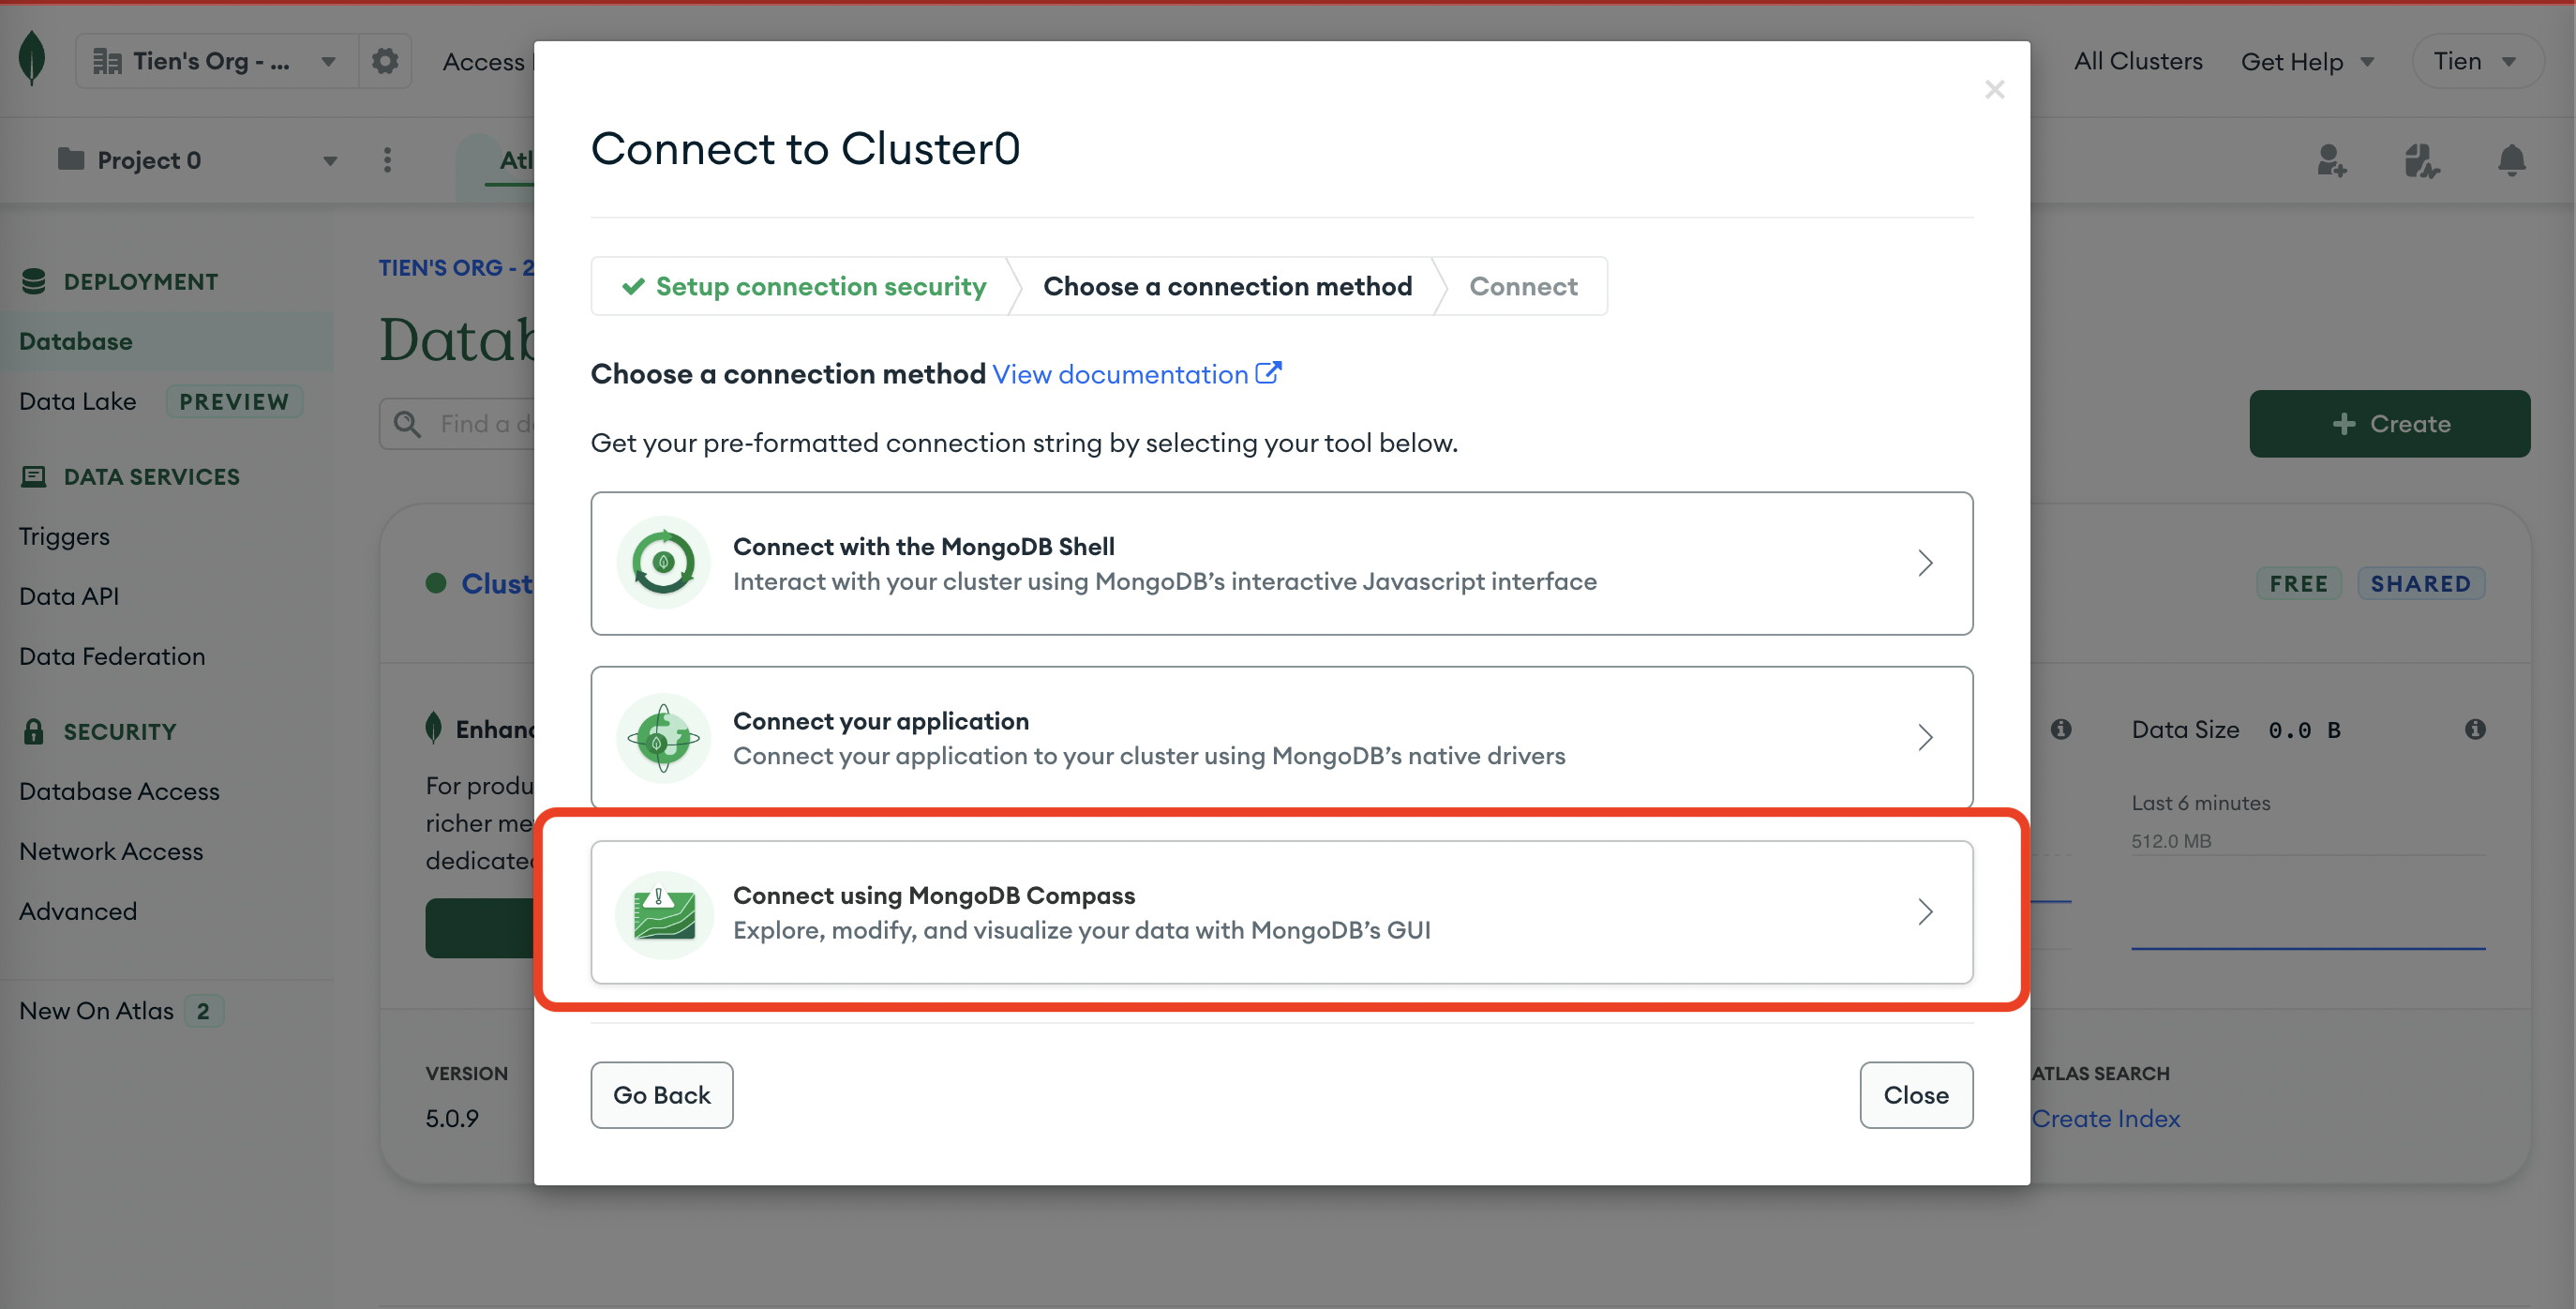 Tien's Org - ...
Access
All Clusters
Get Help
Tien
Project 0
Atl
DEPLOYMENT
Database
Data Lake PREVIEW
DATA SERVICES
Triggers
Data API
Data Federation
SECURITY
Database Access
Network Access
Advanced
New On Atlas 2
TIEN'S ORG - 2
Datab
Find a d
+ Create
Clust
FREE SHARED
Enhanc
For produ
richer me
dedicate
Data Size 0.0 B
Last 6 minutes
512.0 MB
VERSION
5.0.9
ATLAS SEARCH
Create Index
Connect to Cluster0
Setup connection security
Choose a connection method
Connect
Choose a connection method View documentation
Get your pre-formatted connection string by selecting your tool below.
Connect with the MongoDB Shell
Interact with your cluster using MongoDB’s interactive Javascript interface
Connect your application
Connect your application to your cluster using MongoDB’s native drivers
Connect using MongoDB Compass
Explore, modify, and visualize your data with MongoDB’s GUI
Go Back
Close